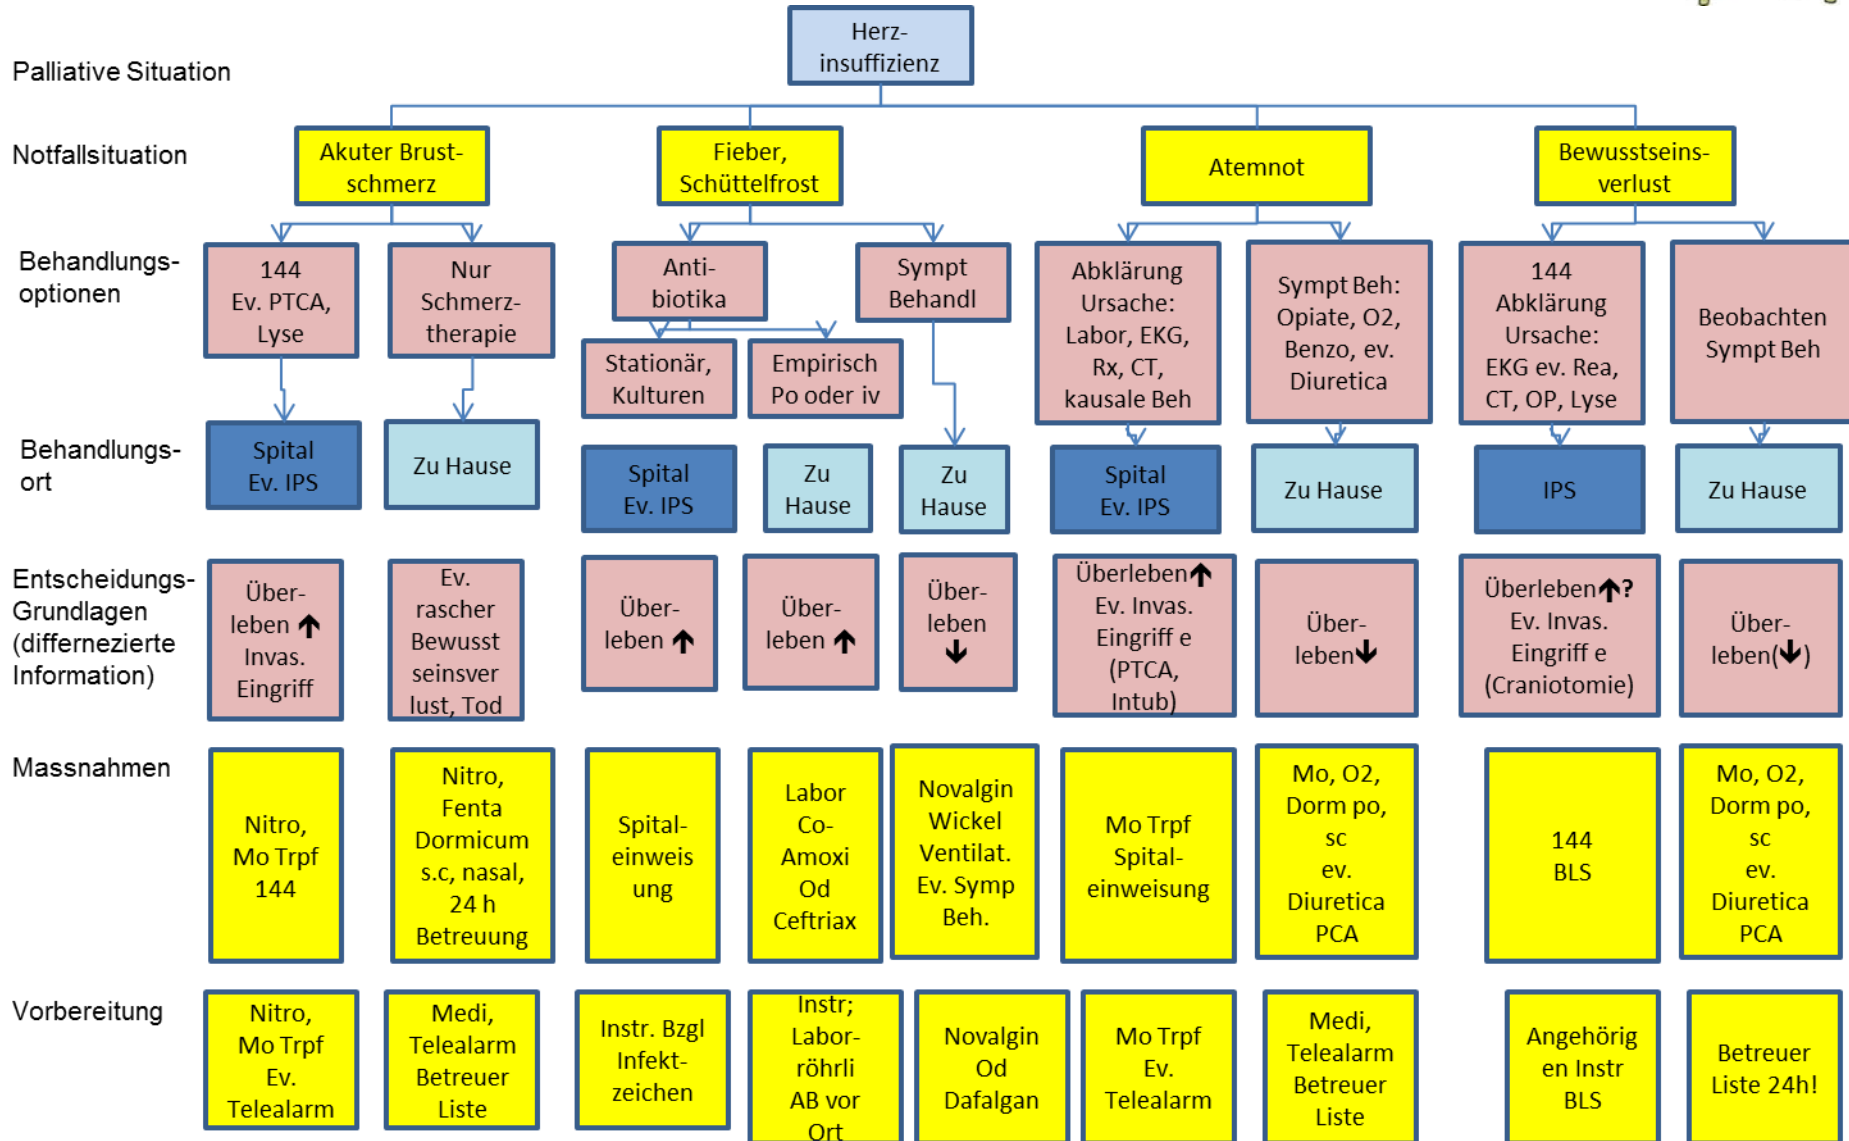 Herz-
insuffizienz
Palliative Situation
Notfallsituation
Akuter Brust-
schmerz
Fieber,
Schüttelfrost
Atemnot
Bewusstseins-
verlust
Behandlungs-
optionen
144
Ev. PTCA,
Lyse
Nur
Schmerz-
therapie
Anti-
biotika
Sympt
Behandl
Stationär,
Kulturen
Empirisch
Po oder iv
Abklärung
Ursache:
Labor, EKG,
Rx, CT,
kausale Beh
Sympt Beh:
Opiate, O2,
Benzo, ev.
Diuretica
144
Abklärung
Ursache:
EKG ev. Rea,
CT, OP, Lyse
Beobachten
Sympt Beh
Behandlungs-
ort
Spital
Ev. IPS
Zu Hause
Spital
Ev. IPS
Zu
Hause
Zu
Hause
Spital
Ev. IPS
Zu Hause
IPS
Zu Hause
Entscheidungs-
Grundlagen
(differnezierte
Information)
Über-
leben ↑
Invas.
Eingriff
Ev.
rascher
Bewusst
seinsver
lust, Tod
Über-
leben ↑
Über-
leben ↑
Über-
leben
↓
Überleben↑
Ev. Invas.
Eingriff e
(PTCA,
Intub)
Über-
leben↓
Überleben↑?
Ev. Invas.
Eingriff e
(Craniotomie)
Über-
leben(↓)
Massnahmen
Nitro,
Mo Trpf
144
Nitro,
Fenta
Dormicum
s.c, nasal,
24 h
Betreuung
Spital-
einweis
ung
Labor
Co-
Amoxi
Od
Ceftriax
Novalgin
Wickel
Ventilat.
Ev. Symp
Beh.
Mo Trpf
Spital-
einweisung
Mo, O2,
Dorm po,
sc
ev.
Diuretica
PCA
144
BLS
Mo, O2,
Dorm po,
sc
ev.
Diuretica
PCA
Vorbereitung
Nitro,
Mo Trpf
Ev.
Telealarm
Medi,
Telealarm
Betreuer
Liste
Instr. Bzgl
Infekt-
zeichen
Instr;
Labor-
röhrli
AB vor
Ort
Novalgin
Od
Dafalgan
Mo Trpf
Ev.
Telealarm
Medi,
Telealarm
Betreuer
Liste
Angehörig
en Instr
BLS
Betreuer
Liste 24h!